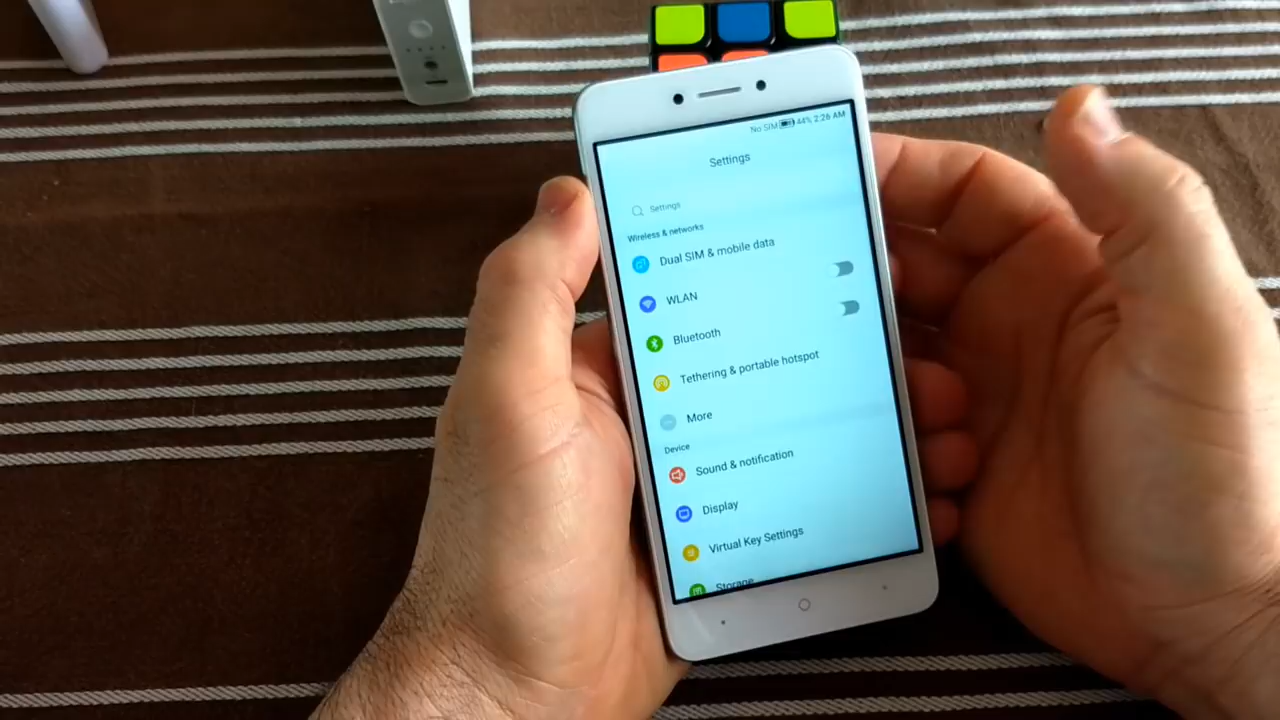 No SIM 44% 2:26 AM
Settings
Settings
Wireless & networks
Dual SIM & mobile data
WLAN
Bluetooth
Tethering & portable hotspot
More
Device
Sound & notification
Display
Virtual Key Settings
Storage